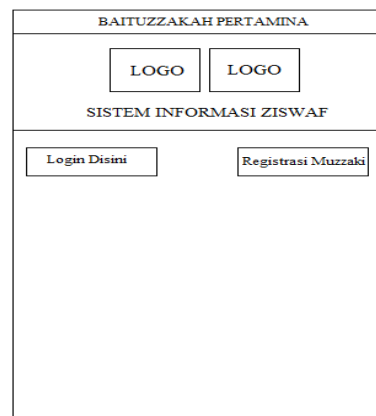 BAITUZZAKAH PERTAMINA
LOGO LOGO
SISTEM INFORMASI ZISWAF
Login Disini Registrasi Muzzaki